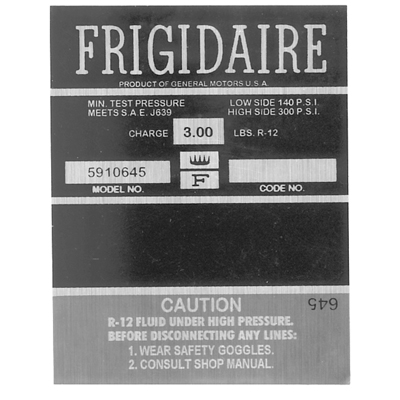 FRIGIDAIRE
PRODUCT OF GENERAL MOTORS U.S.A.
MIN. TEST PRESSURE LOW SIDE 140 P.S.I.
MEETS S.A.E. J639 HIGH SIDE 300 P.S.I.
CHARGE 3.00 LBS. R-12
5910645
F
MODEL NO. CODE NO.
CAUTION
645
R-12 FLUID UNDER HIGH PRESSURE.
BEFORE DISCONNECTING ANY LINES:
1. WEAR SAFETY GOGGLES.
2. CONSULT SHOP MANUAL.